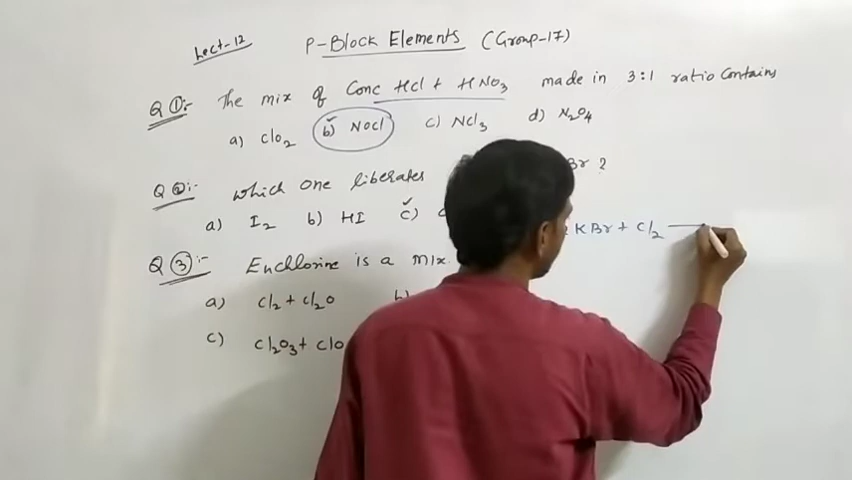 Lect-12 P-Block Elements (Group-17)
Q①:- The mix of Conc HCl + HNO₃ made in 3:1 ratio Contains
a) ClO₂ b) NOCl c) NCl₃ d) N₂O₄
Q②:- which one liberates Br ?
a) I₂ b) HI c)
KBr + Cl₂ ⟶
Q③:- Euchlorine is a mix
a) Cl₂ + Cl₂O b)
c) Cl₂O₃ + ClO